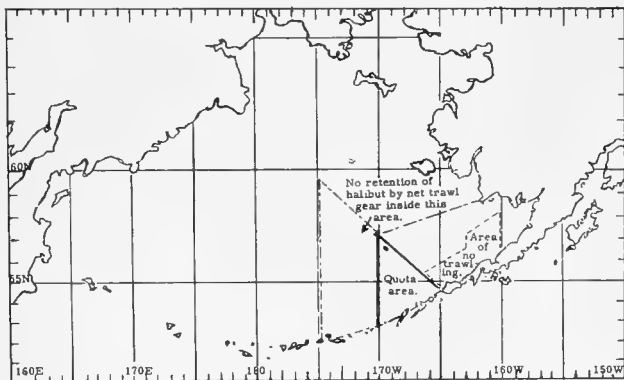 60N
No retention of
halibut by net trawl
gear inside this
area.
Area
of
no
trawl
ing.
Quota
area.
55N
160E
170E
180
170W
160W
150W